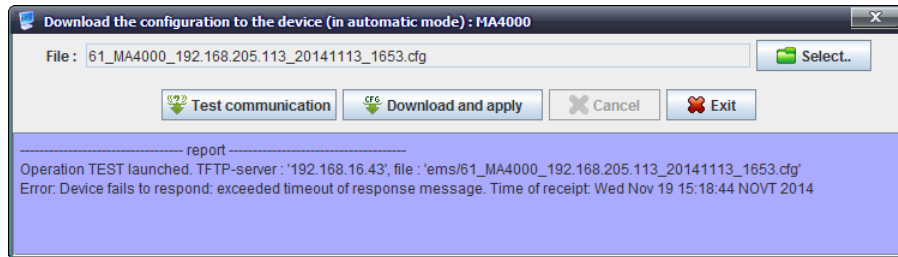 Download the configuration to the device (in automatic mode) : MA4000
File : 61_MA4000_192.168.205.113_20141113_1653.cfg Select..
Test communication Download and apply Cancel Exit
---------------------------------- report -------------------------------------
Operation TEST launched. TFTP-server : '192.168.16.43', file : 'ems/61_MA4000_192.168.205.113_20141113_1653.cfg'
Error: Device fails to respond: exceeded timeout of response message. Time of receipt: Wed Nov 19 15:18:44 NOVT 2014